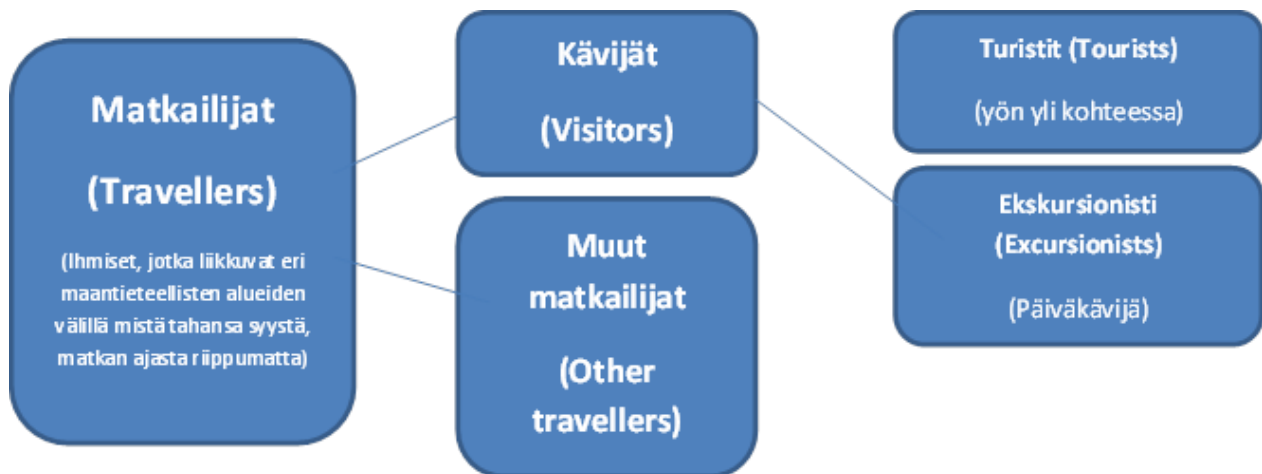 Matkailijat
(Travellers)
(Ihmiset, jotka liikkuvat eri
maantieteellisten alueiden
välillä mistä tahansa syystä,
matkan ajasta riippumatta)
Kävijät
(Visitors)
Muut
matkailijat
(Other
travellers)
Turistit (Tourists)
(yön yli kohteessa)
Ekskursionisti
(Excursionists)
(Päiväkävijä)